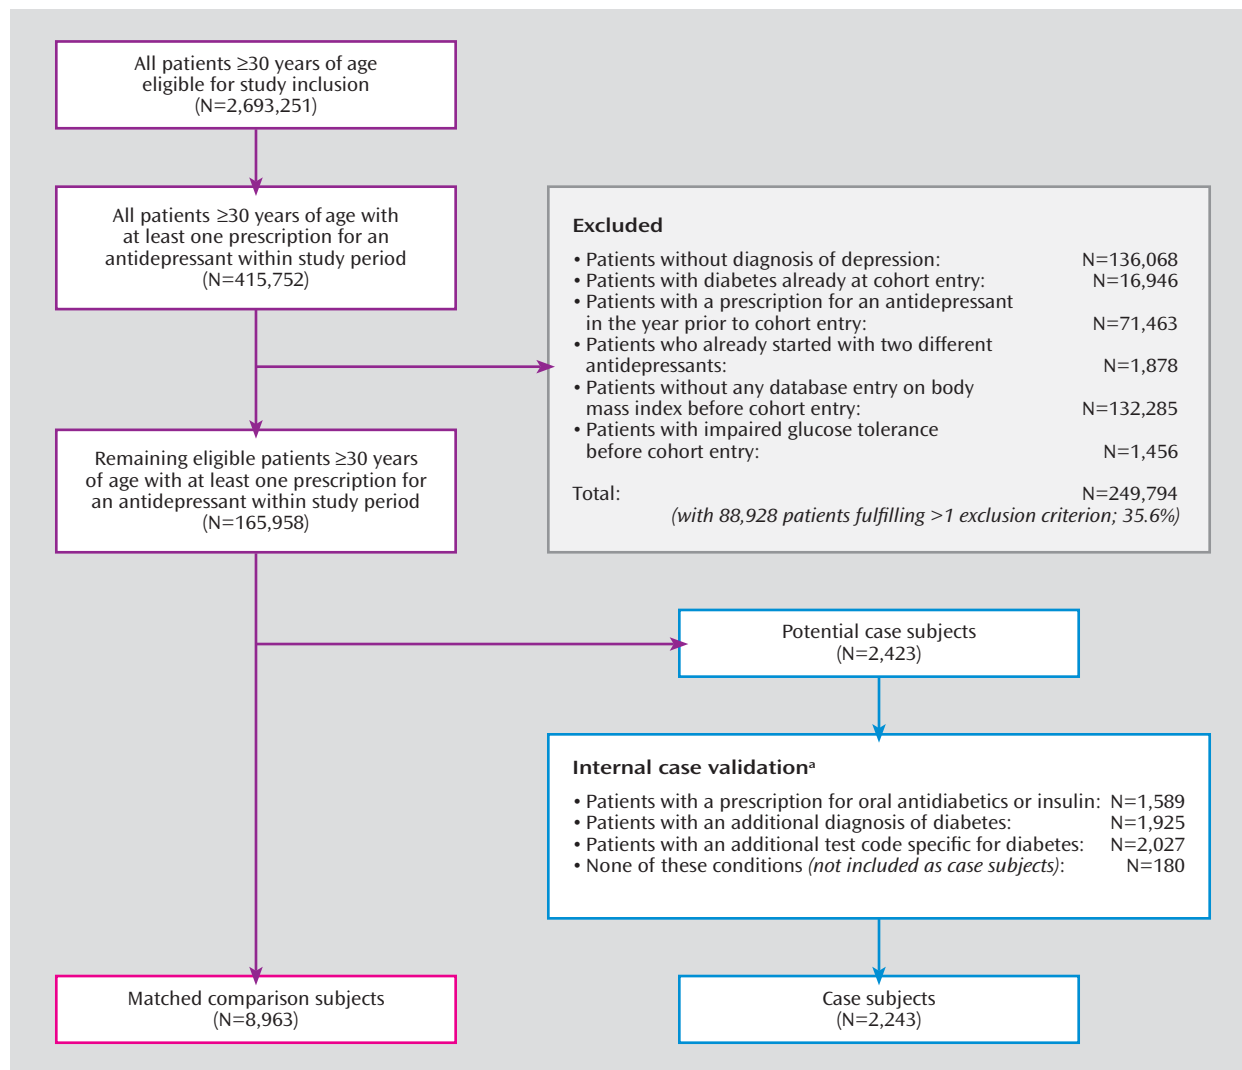 All patients ≥30 years of age
eligible for study inclusion
(N=2,693,251)
All patients ≥30 years of age with
at least one prescription for an
antidepressant within study period
(N=415,752)
Excluded
• Patients without diagnosis of depression: N=136,068
• Patients with diabetes already at cohort entry: N=16,946
• Patients with a prescription for an antidepressant
in the year prior to cohort entry: N=71,463
• Patients who already started with two different
antidepressants: N=1,878
• Patients without any database entry on body
mass index before cohort entry: N=132,285
• Patients with impaired glucose tolerance
before cohort entry: N=1,456
Total: N=249,794
(with 88,928 patients fulfilling >1 exclusion criterion; 35.6%)
Remaining eligible patients ≥30 years
of age with at least one prescription for
an antidepressant within study period
(N=165,958)
Potential case subjects
(N=2,423)
Internal case validationᵃ
• Patients with a prescription for oral antidiabetics or insulin: N=1,589
• Patients with an additional diagnosis of diabetes: N=1,925
• Patients with an additional test code specific for diabetes: N=2,027
• None of these conditions (not included as case subjects): N=180
Matched comparison subjects
(N=8,963)
Case subjects
(N=2,243)